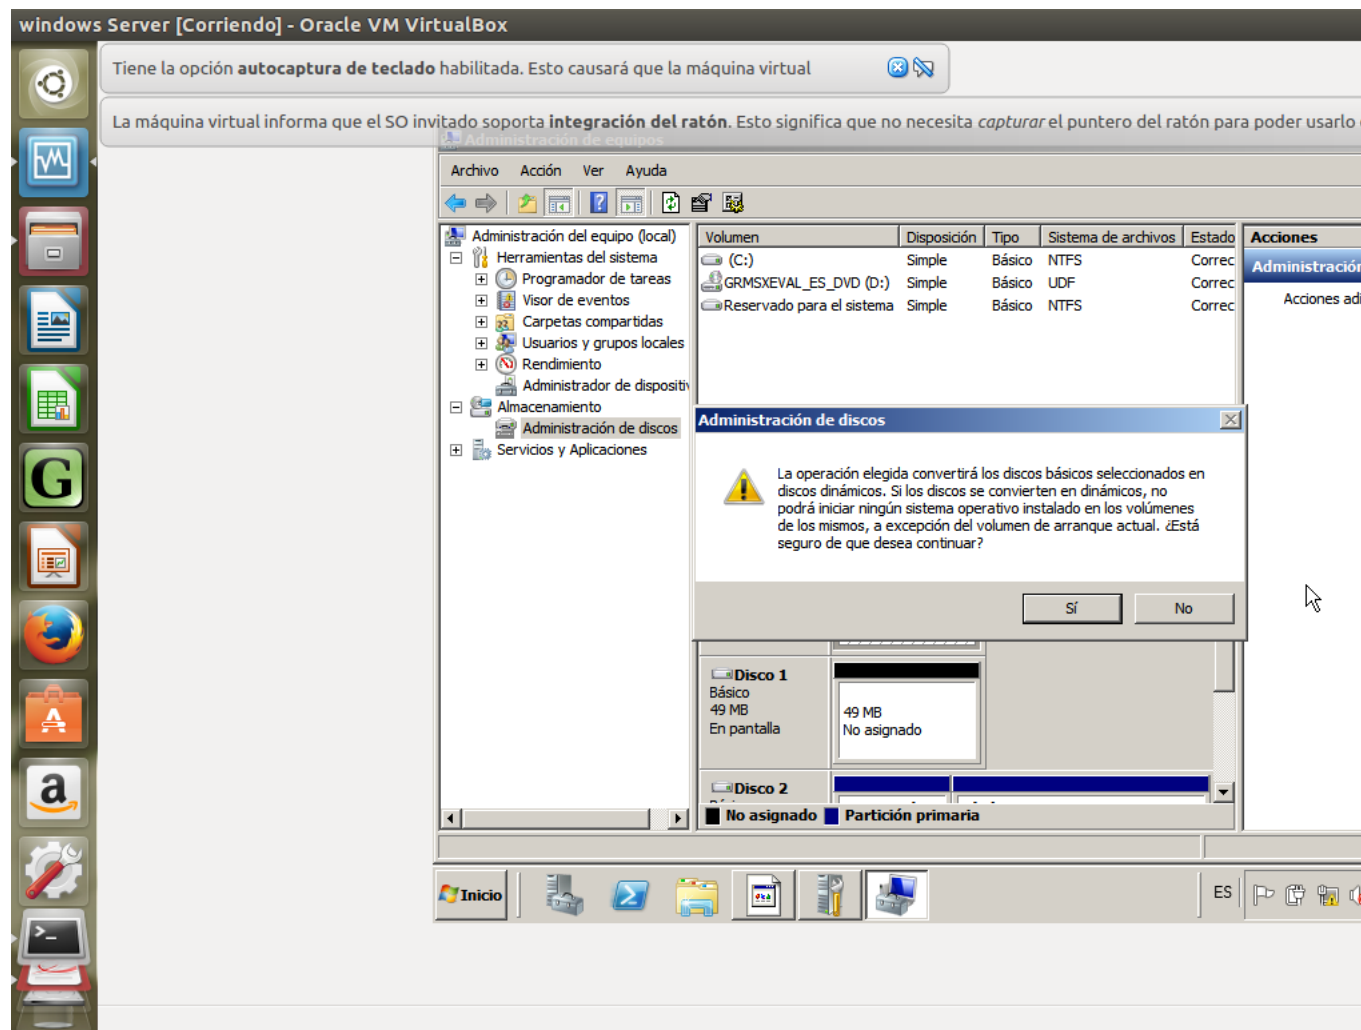 windows Server [Corriendo] - Oracle VM VirtualBox
Tiene la opción autocaptura de teclado habilitada. Esto causará que la máquina virtual
La máquina virtual informa que el SO invitado soporta integración del ratón. Esto significa que no necesita capturar el puntero del ratón para poder usarlo
Administración de equipos
Archivo Acción Ver Ayuda
Administración del equipo (local)
Herramientas del sistema
Programador de tareas
Visor de eventos
Carpetas compartidas
Usuarios y grupos locales
Rendimiento
Administrador de dispositiv
Almacenamiento
Administración de discos
Servicios y Aplicaciones
Volumen Disposición Tipo Sistema de archivos Estado
(C:) Simple Básico NTFS Correc
GRMSXEVAL_ES_DVD (D:) Simple Básico UDF Correc
Reservado para el sistema Simple Básico NTFS Correc
Acciones
Administración
Acciones adi
Administración de discos
La operación elegida convertirá los discos básicos seleccionados en
discos dinámicos. Si los discos se convierten en dinámicos, no
podrá iniciar ningún sistema operativo instalado en los volúmenes
de los mismos, a excepción del volumen de arranque actual. ¿Está
seguro de que desea continuar?
Sí No
Disco 1
Básico
49 MB
En pantalla
49 MB
No asignado
Disco 2
No asignado Partición primaria
Inicio
ES